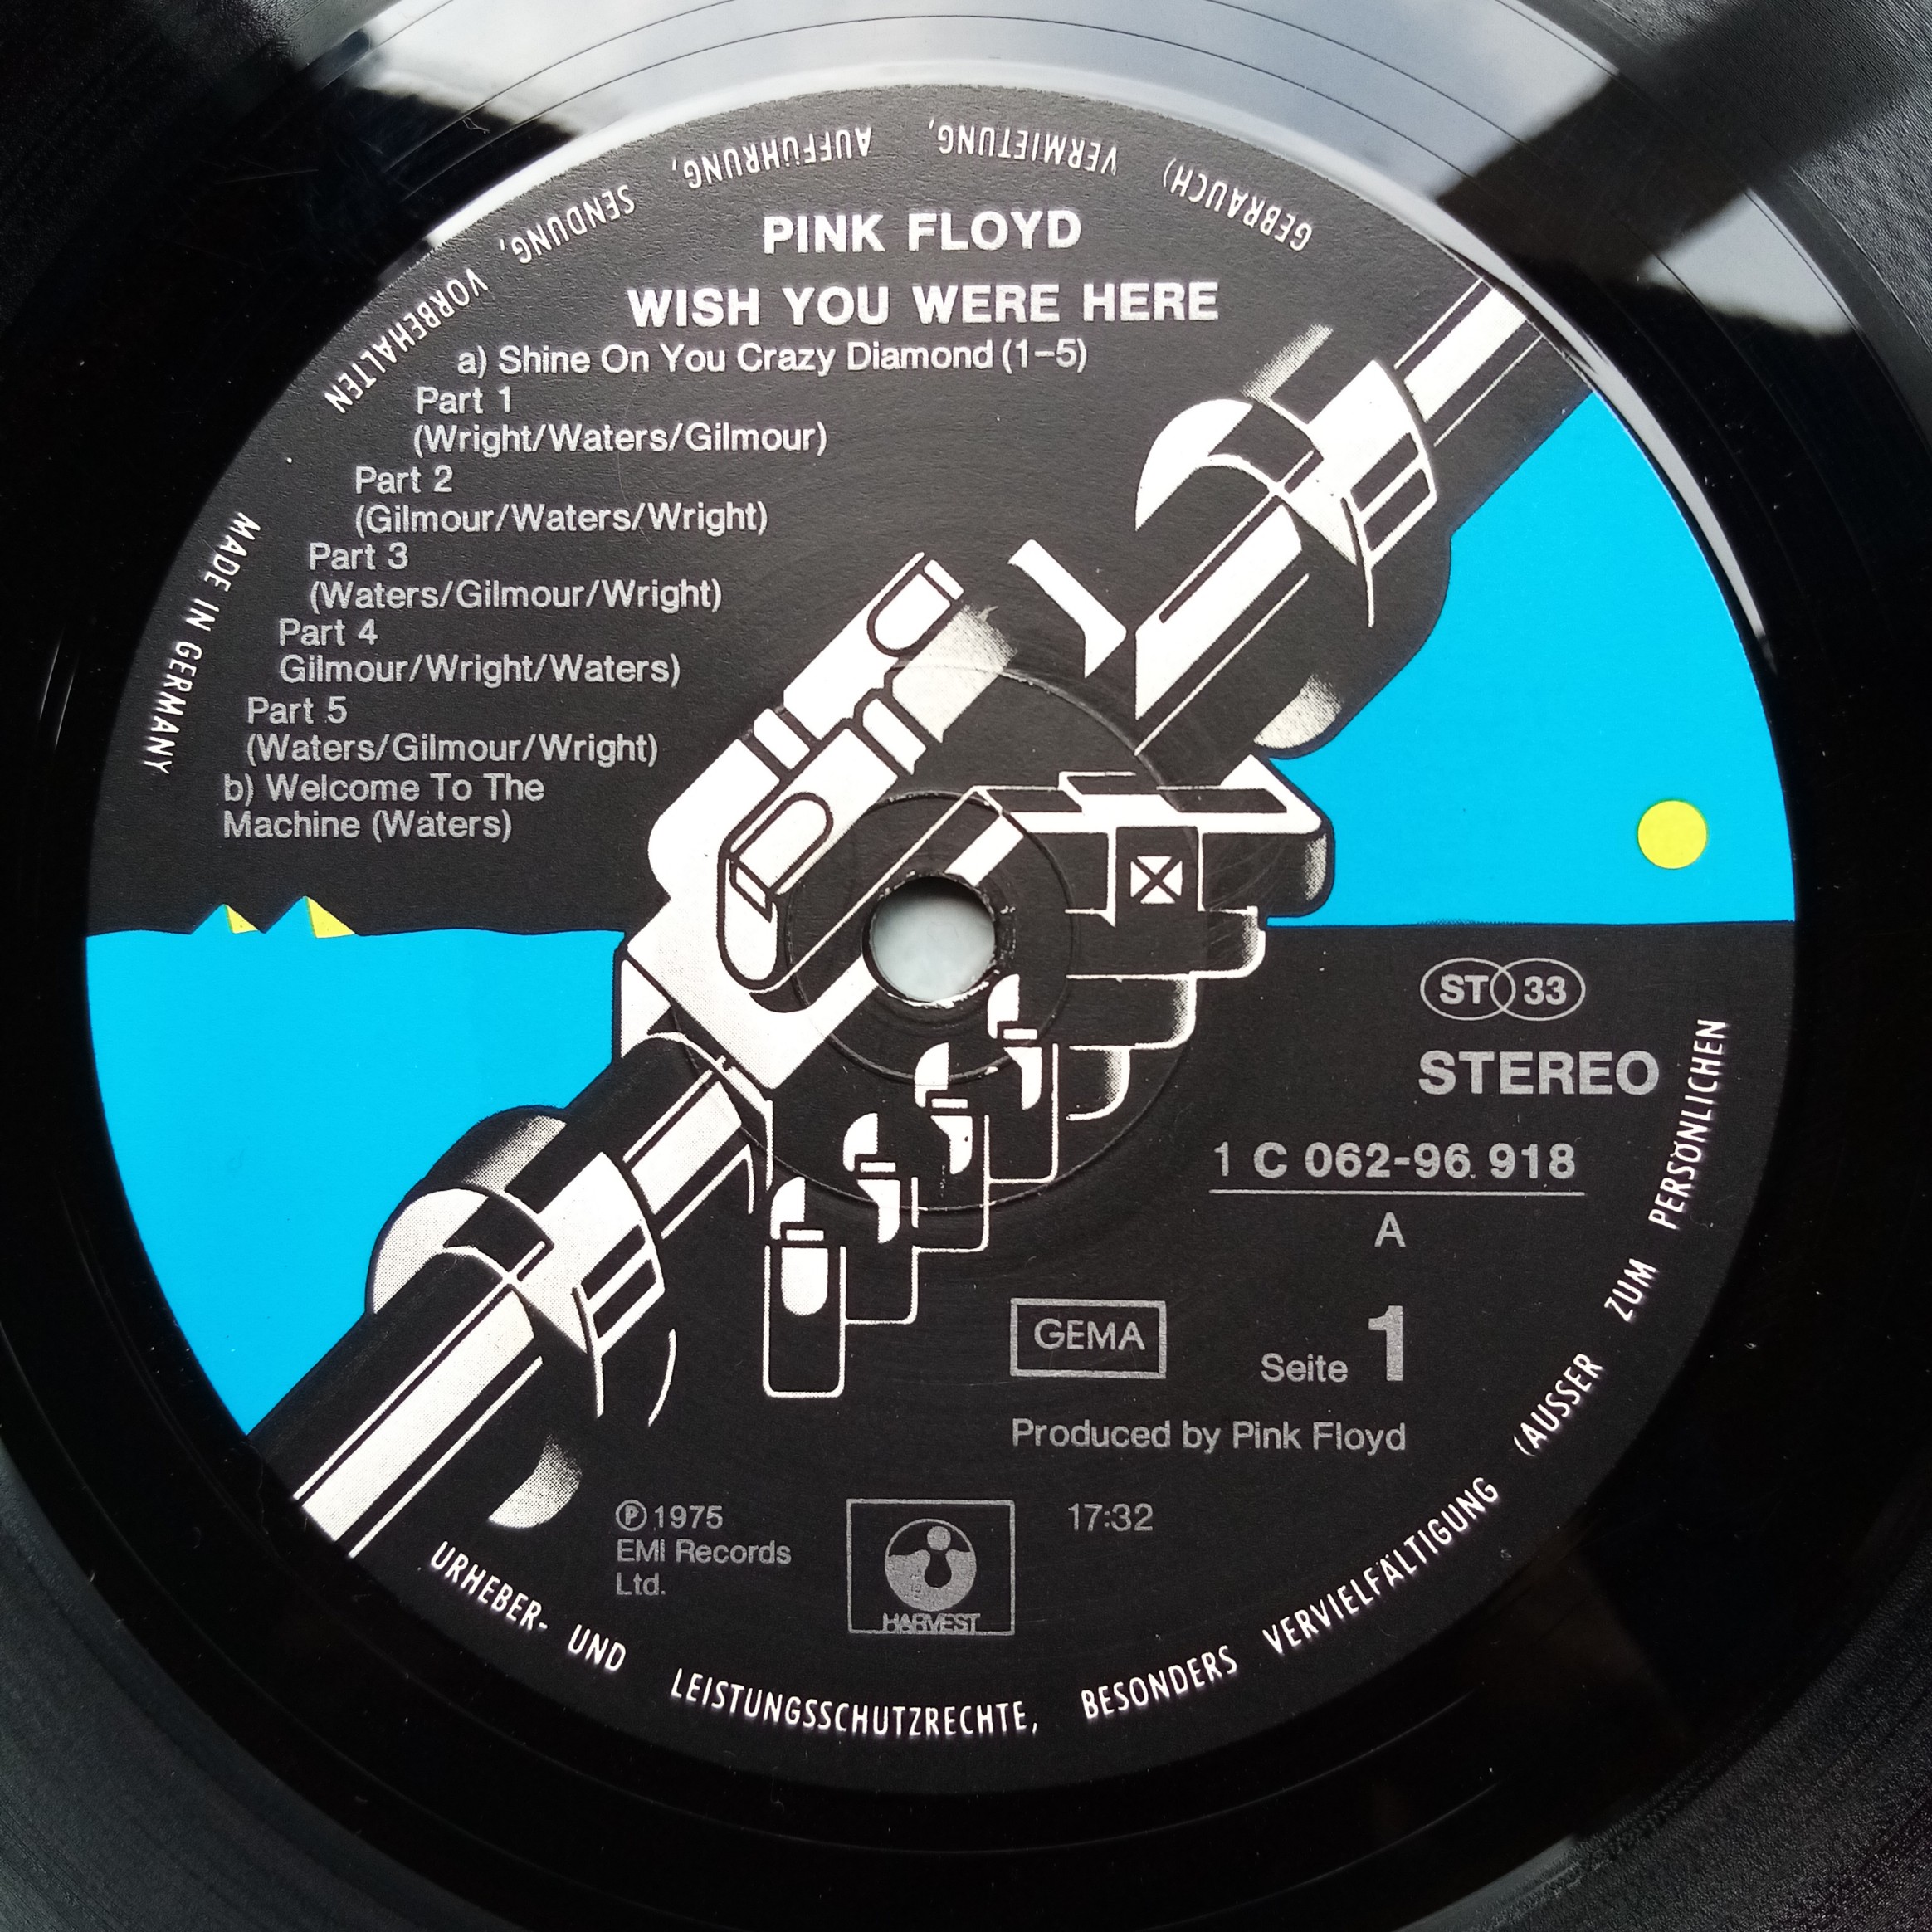 PINK FLOYD
WISH YOU WERE HERE
a) Shine On You Crazy Diamond (1–5)
Part 1
(Wright/Waters/Gilmour)
Part 2
(Gilmour/Waters/Wright)
Part 3
(Waters/Gilmour/Wright)
Part 4
Gilmour/Wright/Waters)
Part 5
(Waters/Gilmour/Wright)
b) Welcome To The
Machine (Waters)
ST 33
STEREO
1 C 062-96 918
A
GEMA
Seite 1
Produced by Pink Floyd
℗ 1975
EMI Records
Ltd.
HARVEST
17:32
URHEBER- UND LEISTUNGSSCHUTZRECHTE, BESONDERS VERVIELFÄLTIGUNG (AUSSER ZUM PERSÖNLICHEN GEBRAUCH) VERMIETUNG, AUFFÜHRUNG, SENDUNG, VORBEHALTEN
MADE IN GERMANY